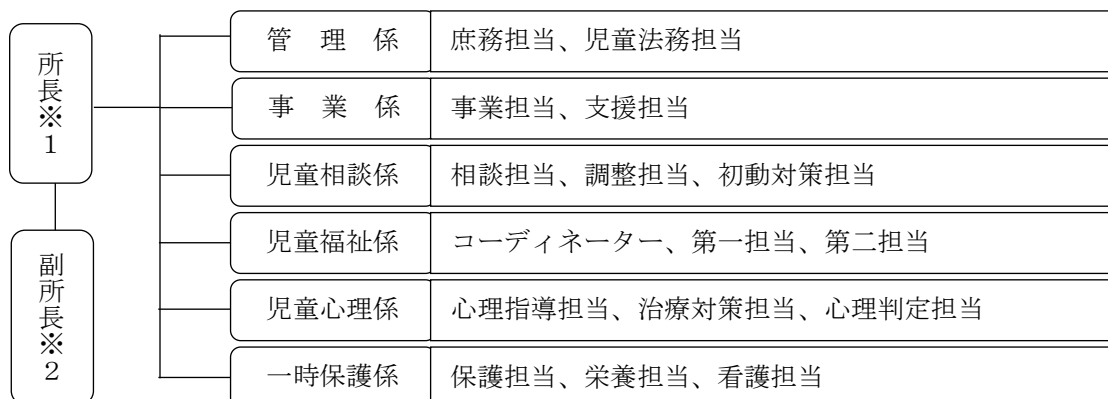 所長※1
副所長※2
管　理　係　庶務担当、児童法務担当
事　業　係　事業担当、支援担当
児童相談係　相談担当、調整担当、初動対策担当
児童福祉係　コーディネーター、第一担当、第二担当
児童心理係　心理指導担当、治療対策担当、心理判定担当
一時保護係　保護担当、栄養担当、看護担当